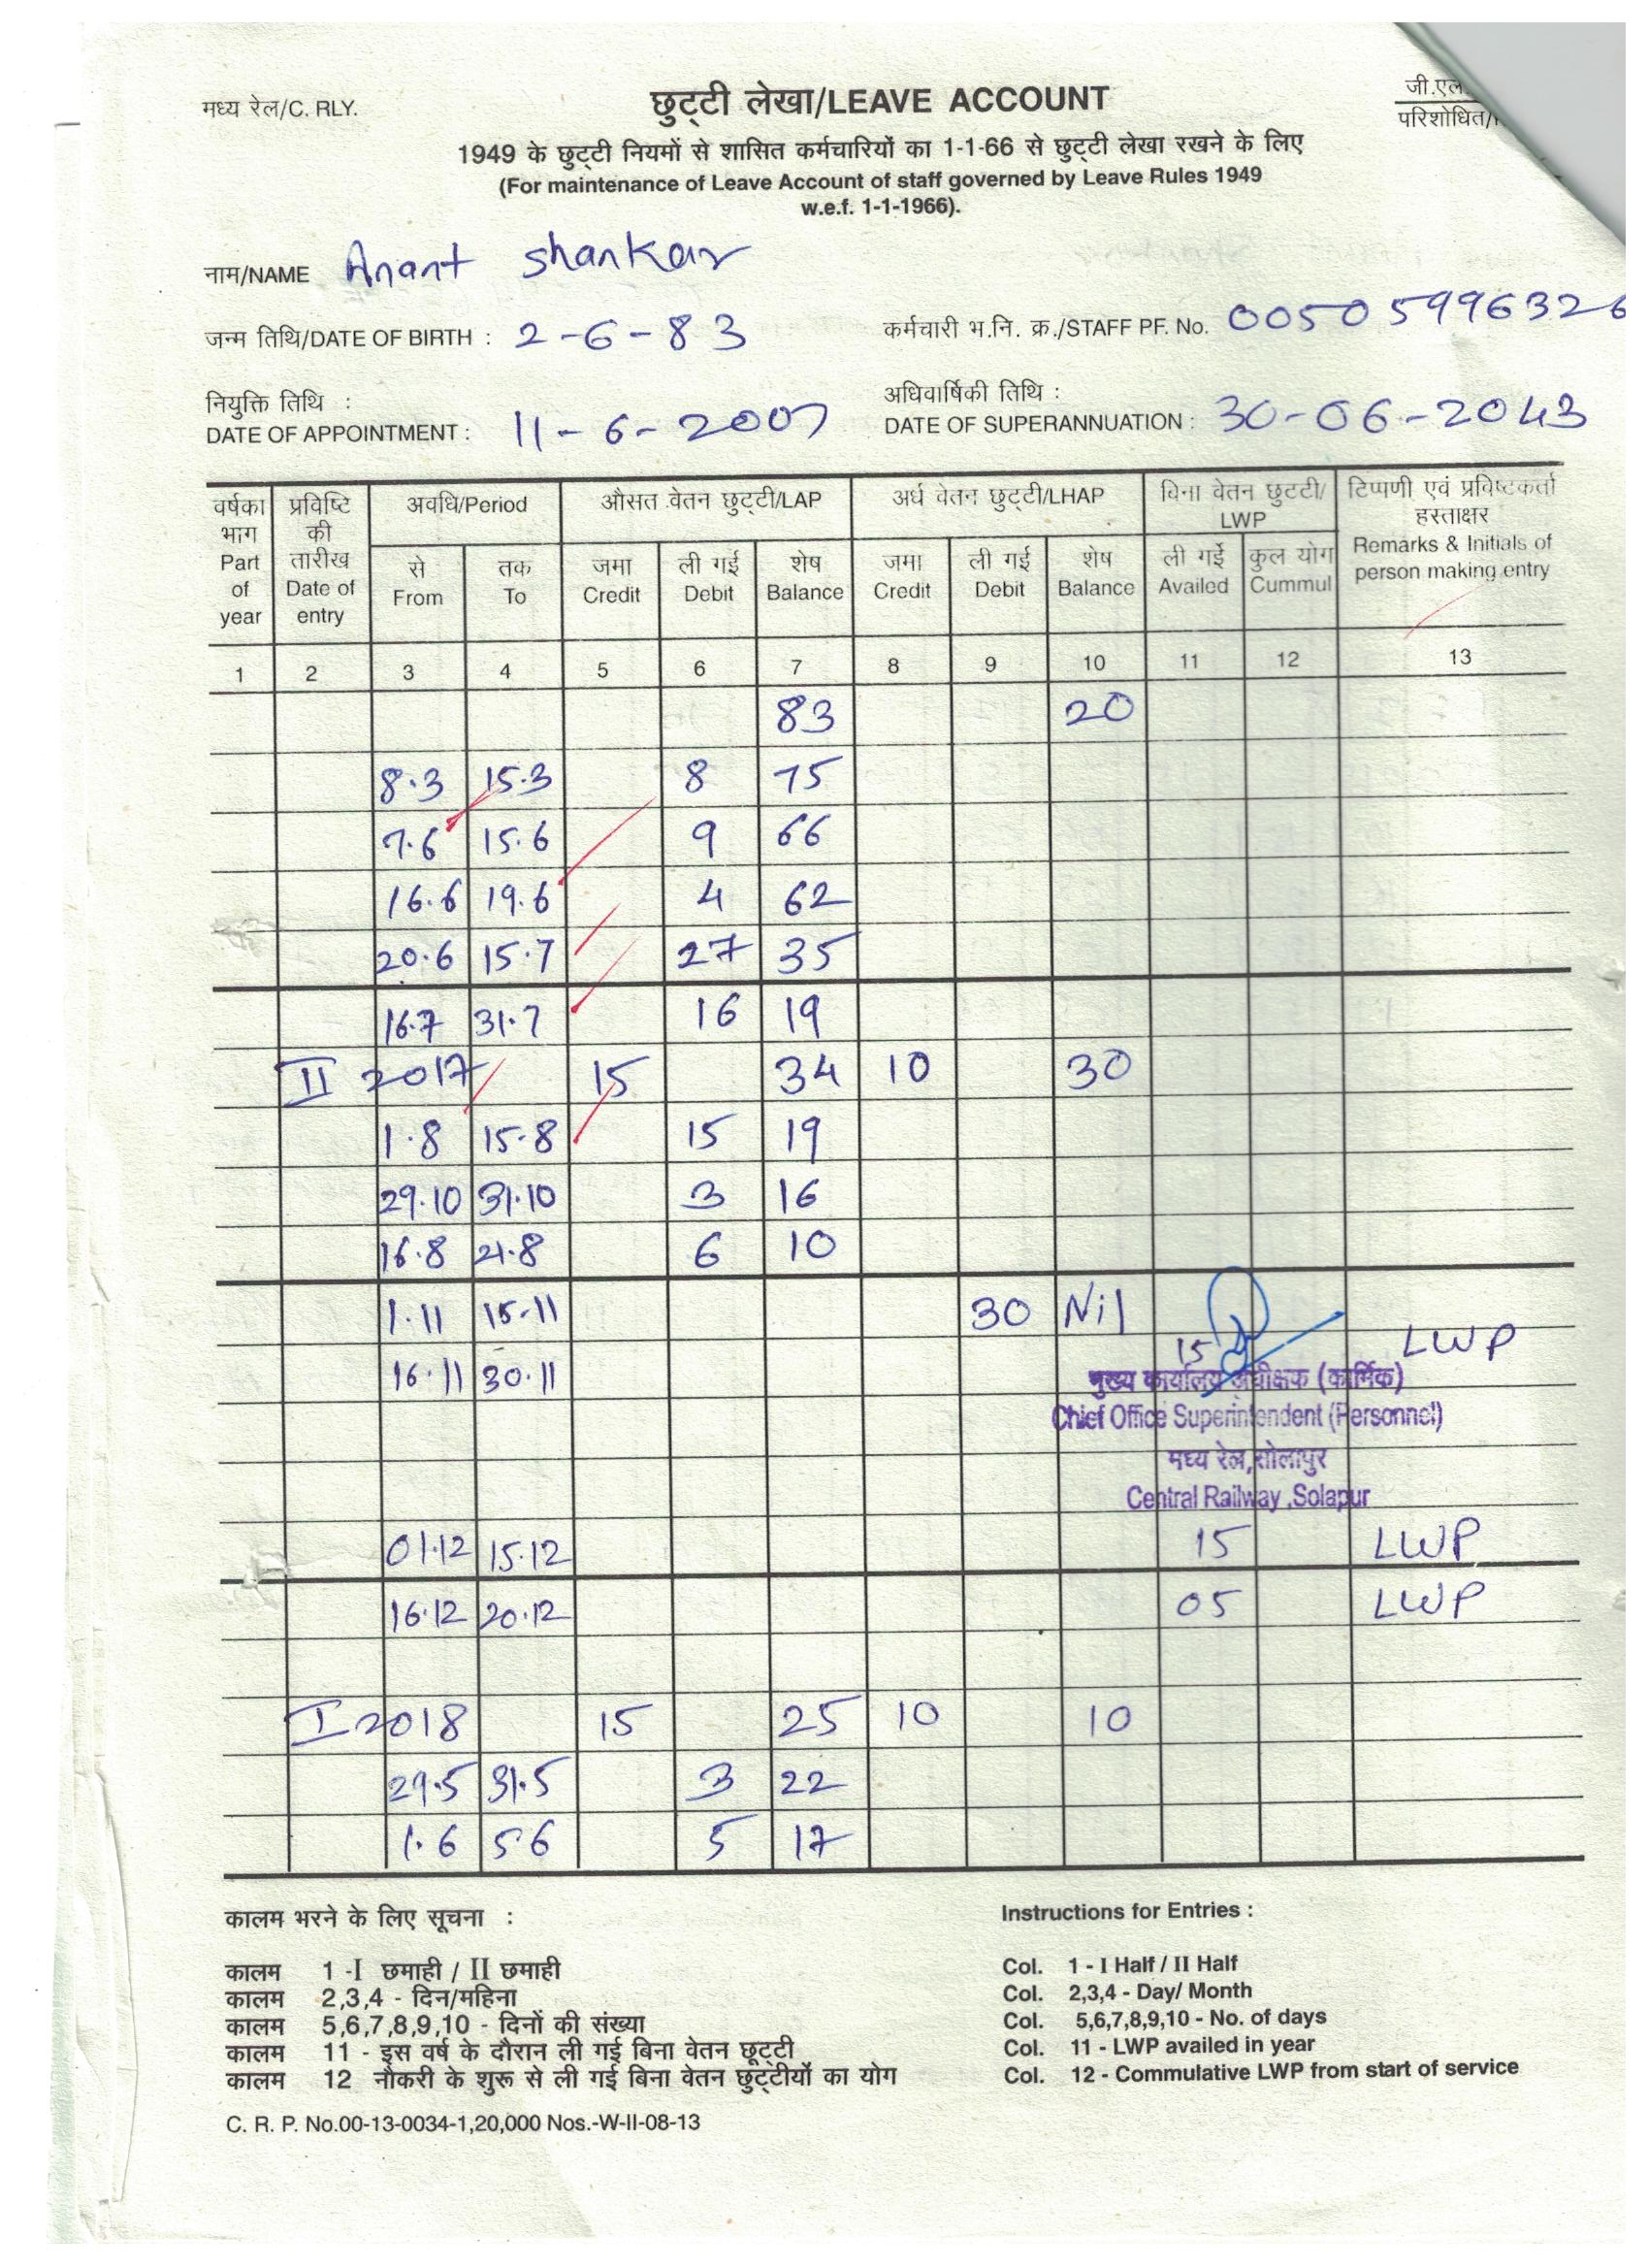 मध्य रेल/C. RLY.
छुट्टी लेखा/LEAVE ACCOUNT
जी.एल
परिशोधित/
1949 के छुट्टी नियमों से शासित कर्मचारियों का 1-1-66 से छुट्टी लेखा रखने के लिए
(For maintenance of Leave Account of staff governed by Leave Rules 1949
w.e.f. 1-1-1966).
नाम/NAME Anant Shankar
जन्म तिथि/DATE OF BIRTH : 2-6-83 कर्मचारी भ.नि. क्र./STAFF PF. No. 00505996326
नियुक्ति तिथि : अधिवार्षिकी तिथि :
DATE OF APPOINTMENT : 11-6-2007 DATE OF SUPERANNUATION : 30-06-2043
वर्षका भाग Part of year प्रविष्टि की तारीख Date of entry अवधि/Period औसत वेतन छुट्टी/LAP अर्ध वेतन छुट्टी/LHAP बिना वेतन छुटटी/ LWP टिप्पणी एवं प्रविष्टकर्ता हस्ताक्षर Remarks & Initials of person making entry
से From तक To जमा Credit ली गई Debit शेष Balance जमा Credit ली गई Debit शेष Balance ली गई Availed कुल योग Cummul
1 2 3 4 5 6 7 8 9 10 11 12 13
83 20
8.3 15.3 8 75
7.6 15.6 9 66
16.6 19.6 4 62
20.6 15.7 27 35
16.7 31.7 16 19
II 2017 15 34 10 30
1.8 15.8 15 19
29.10 31.10 3 16
16.8 21.8 6 10
1.11 15.11 30 Nil
16.11 30.11 15 LWP
मुख्य कार्यालय अधीक्षक (कार्मिक)
Chief Office Superintendent (Personnel)
मध्य रेल,सोलापुर
Central Railway ,Solapur
01.12 15.12 15 LWP
16.12 20.12 05 LWP
I 2018 15 25 10 10
29.5 31.5 3 22
1.6 5.6 5 17
कालम भरने के लिए सूचना : Instructions for Entries :
कालम 1 -I छमाही / II छमाही Col. 1 - I Half / II Half
कालम 2,3,4 - दिन/महिना Col. 2,3,4 - Day/ Month
कालम 5,6,7,8,9,10 - दिनों की संख्या Col. 5,6,7,8,9,10 - No. of days
कालम 11 - इस वर्ष के दौरान ली गई बिना वेतन छूट्टी Col. 11 - LWP availed in year
कालम 12 नौकरी के शुरू से ली गई बिना वेतन छुट्टीयों का योग Col. 12 - Commulative LWP from start of service
C. R. P. No.00-13-0034-1,20,000 Nos.-W-II-08-13